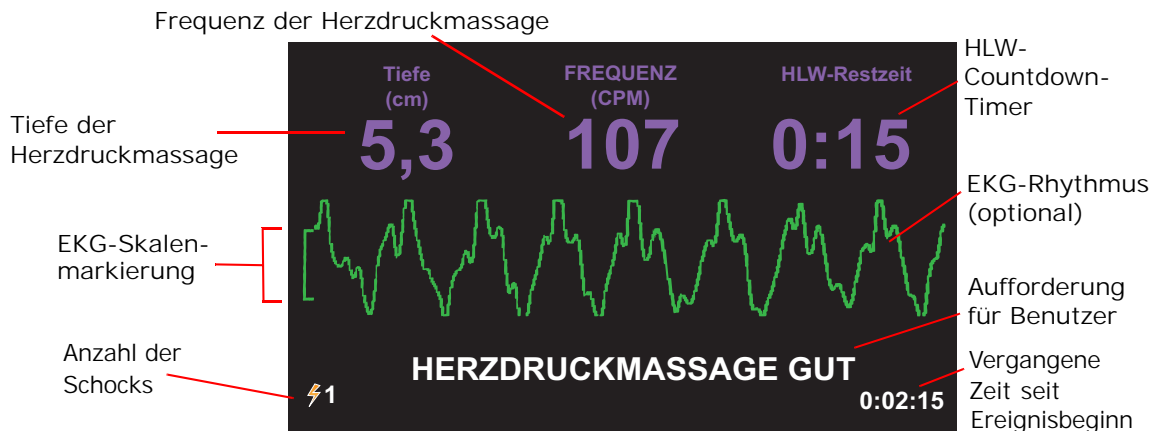 Frequenz der Herzdruckmassage
HLW-
Countdown-
Timer
Tiefe
(cm)
FREQUENZ
(CPM)
HLW-Restzeit
Tiefe der
Herzdruckmassage
5,3
107
0:15
EKG-Rhythmus
(optional)
EKG-Skalen-
markierung
Aufforderung
für Benutzer
HERZDRUCKMASSAGE GUT
Anzahl der
Schocks
1
0:02:15
Vergangene
Zeit seit
Ereignisbeginn